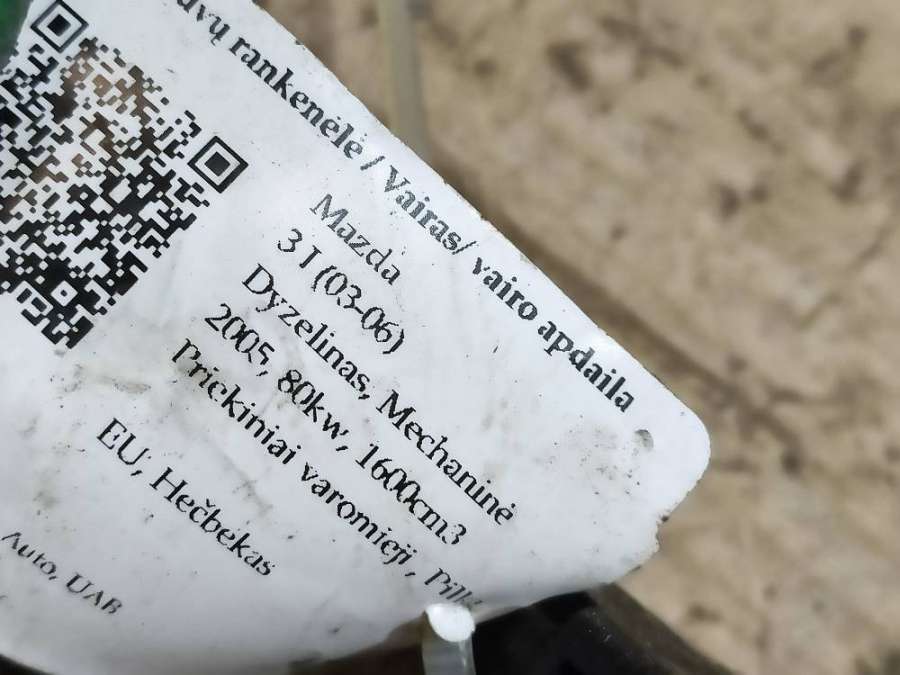 rankenėlė / Vairas/ vairo apdaila
Mazda
3 I (03-06)
Dyzelinas, Mechaninė
2005, 80kw, 1600cm3
Priekiniai varomieji,
EU, Hečbekas
Auto, UAB